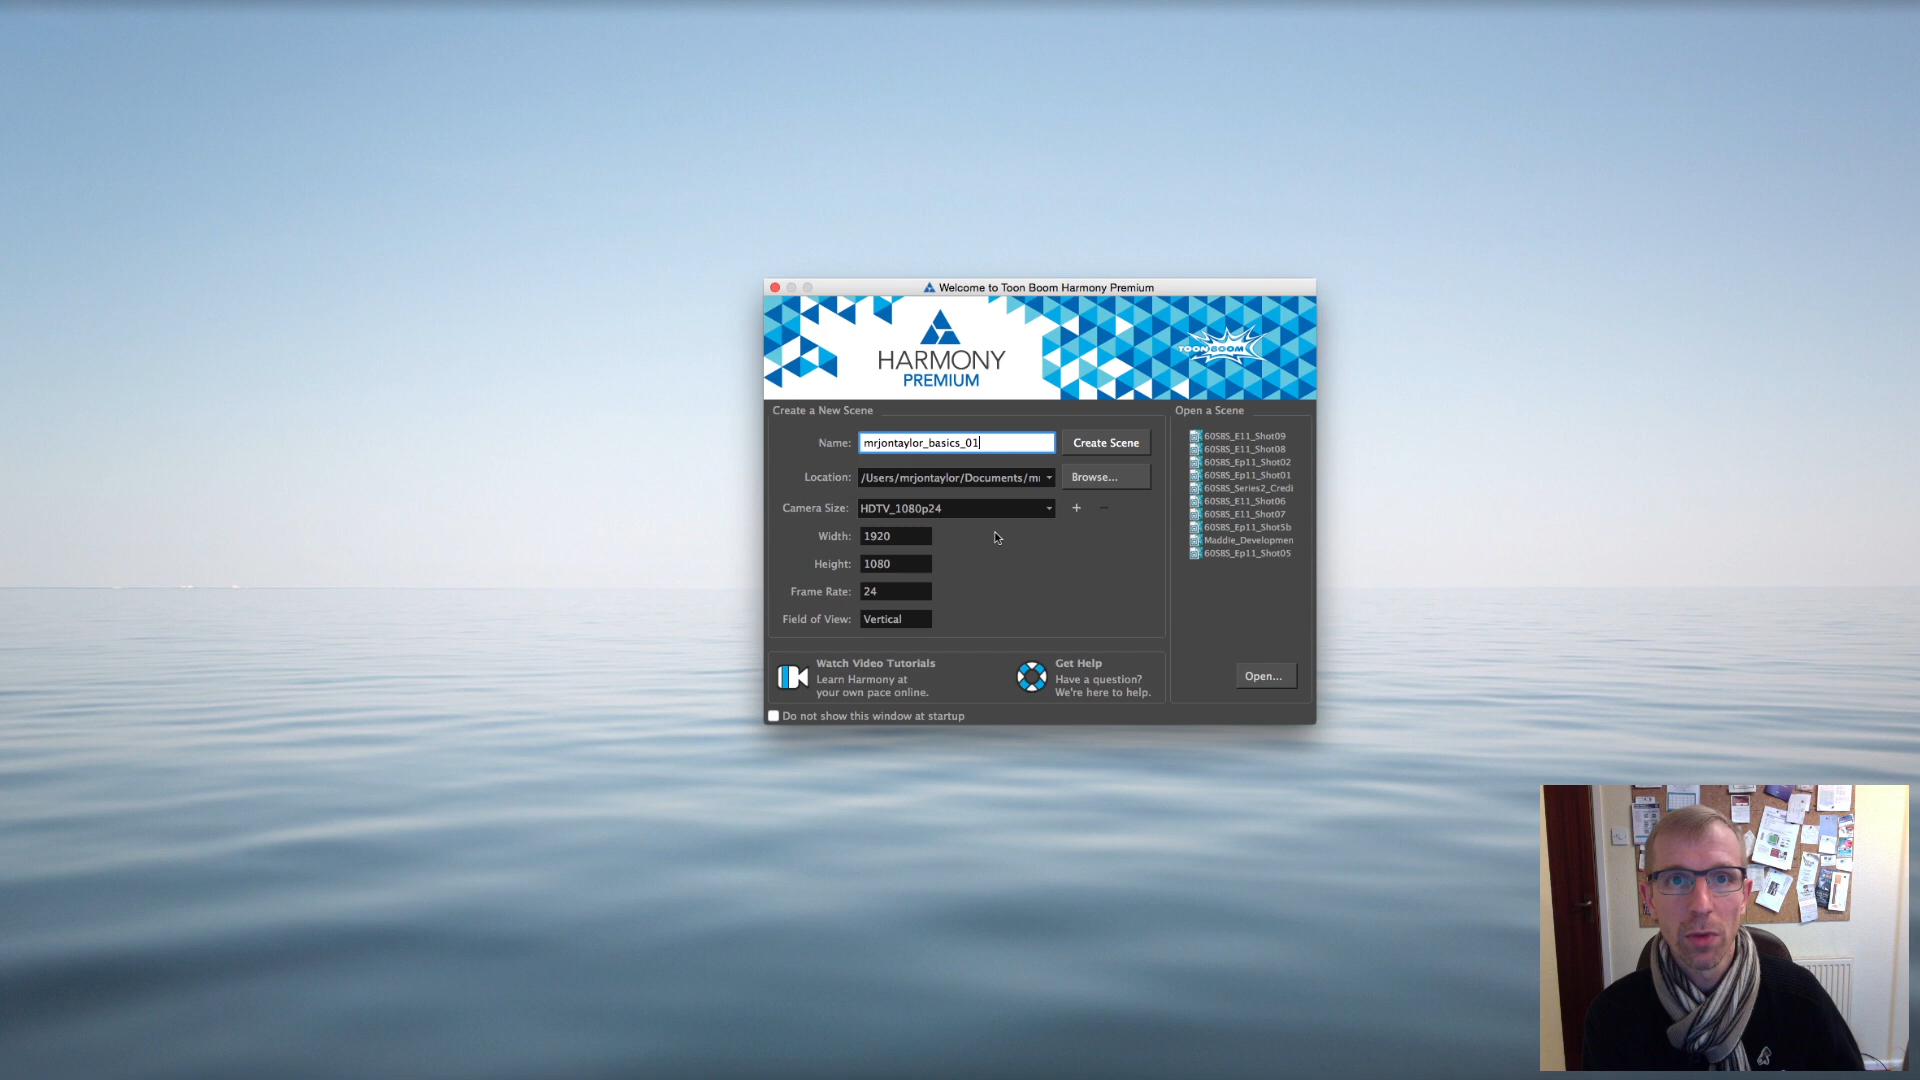 Welcome to Toon Boom Harmony Premium
HARMONY
PREMIUM
TOON BOOM
Create a New Scene
Name: mrjontaylor_basics_01 Create Scene
Location: /Users/mrjontaylor/Documents/m Browse...
Camera Size: HDTV_1080p24 + −
Width: 1920
Height: 1080
Frame Rate: 24
Field of View: Vertical
Open a Scene
60SBS_E11_Shot09
60SBS_E11_Shot08
60SBS_Ep11_Shot02
60SBS_Ep11_Shot01
60SBS_Series2_Credi
60SBS_E11_Shot06
60SBS_E11_Shot07
60SBS_Ep11_Shot5b
Maddie_Developmen
60SBS_Ep11_Shot05
Open...
Watch Video Tutorials
Learn Harmony at
your own pace online.
Get Help
Have a question?
We're here to help.
Do not show this window at startup